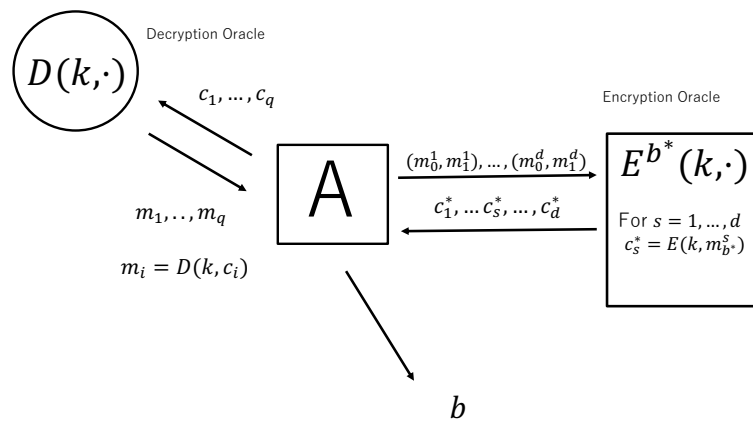 Decryption Oracle
D(k,·)
c_1, …, c_q
m_1, . . , m_q
m_i = D(k, c_i)
A
(m_0^1, m_1^1), …, (m_0^d, m_1^d)
c_1^*, … c_s^*, …, c_d^*
Encryption Oracle
E^{b^*}(k,·)
For s = 1, …, d
c_s^* = E(k, m_{b^*}^s)
b